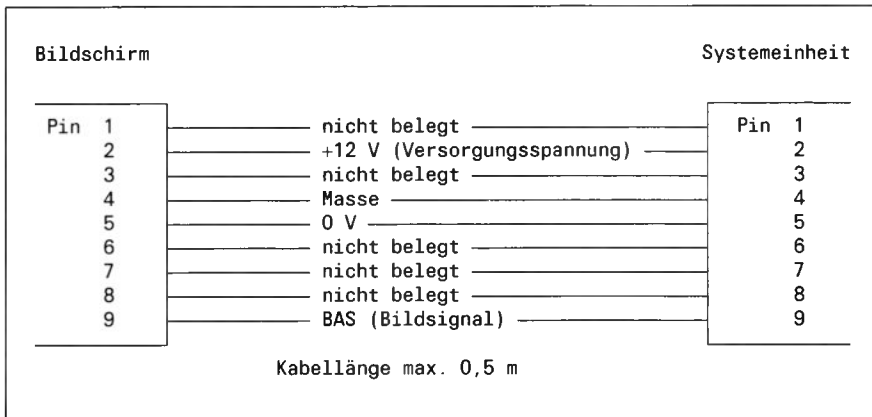 Bildschirm Systemeinheit
Pin 1 nicht belegt Pin 1
2 +12 V (Versorgungsspannung) 2
3 nicht belegt 3
4 Masse 4
5 0 V 5
6 nicht belegt 6
7 nicht belegt 7
8 nicht belegt 8
9 BAS (Bildsignal) 9
Kabellänge max. 0,5 m